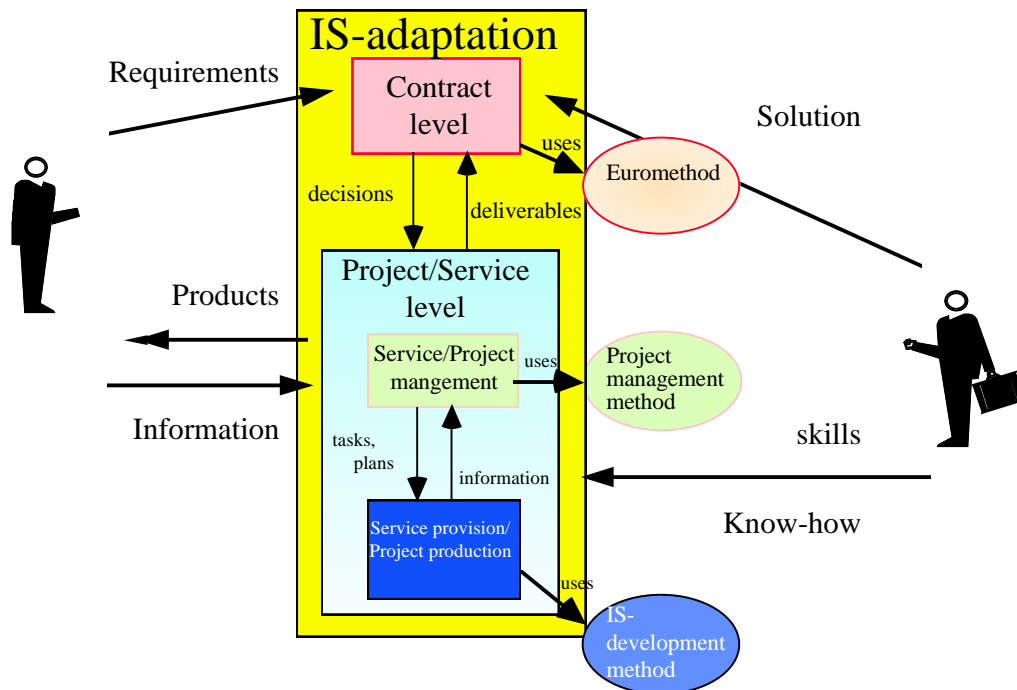 IS-adaptation
Requirements
Contract
level
Solution
uses
Euromethod
decisions
deliverables
Project/Service
level
Products
Service/Project
mangement
uses
Project
management
method
Information
tasks,
plans
information
skills
Service provision/
Project production
Know-how
uses
IS-
development
method